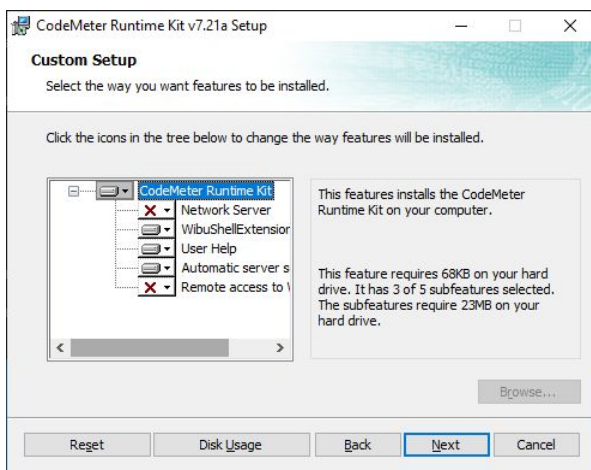 CodeMeter Runtime Kit v7.21a Setup
Custom Setup
Select the way you want features to be installed.
Click the icons in the tree below to change the way features will be installed.
CodeMeter Runtime Kit
Network Server
WibuShellExtension
User Help
Automatic server s
Remote access to
This features installs the CodeMeter
Runtime Kit on your computer.
This feature requires 68KB on your hard
drive. It has 3 of 5 subfeatures selected.
The subfeatures require 23MB on your
hard drive.
Browse...
Reset
Disk Usage
Back
Next
Cancel